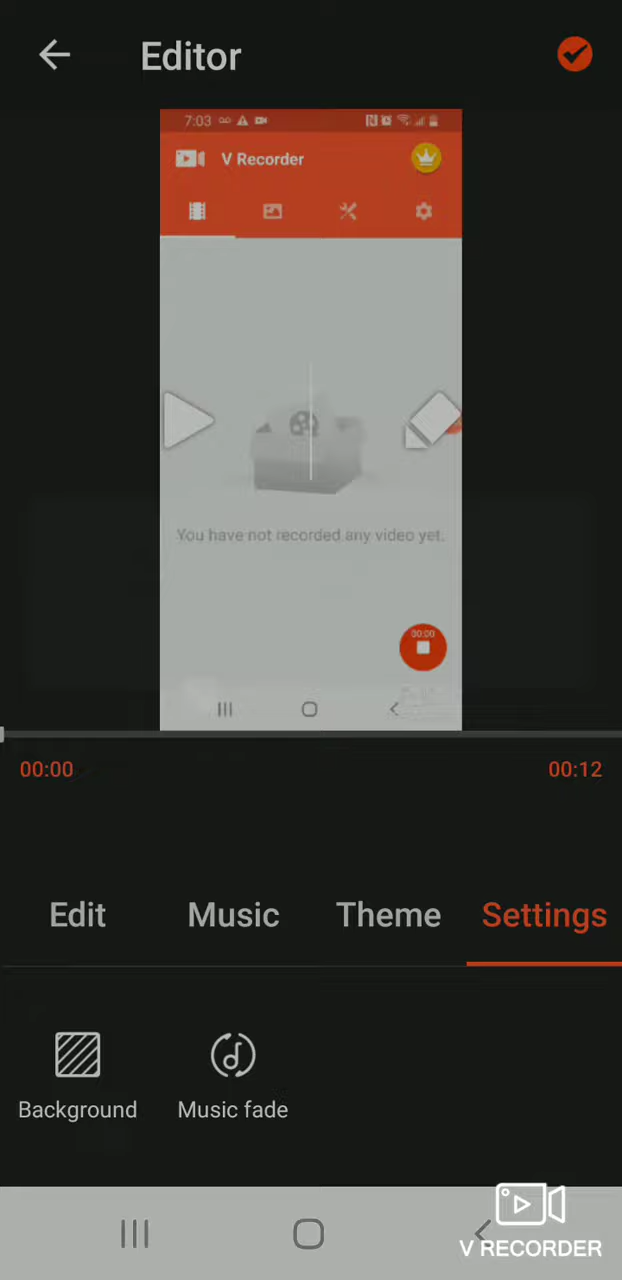 Editor
7:03
V Recorder
You have not recorded any video yet.
00:00
00:00
00:12
Edit Music Theme Settings
Background Music fade
V RECORDER